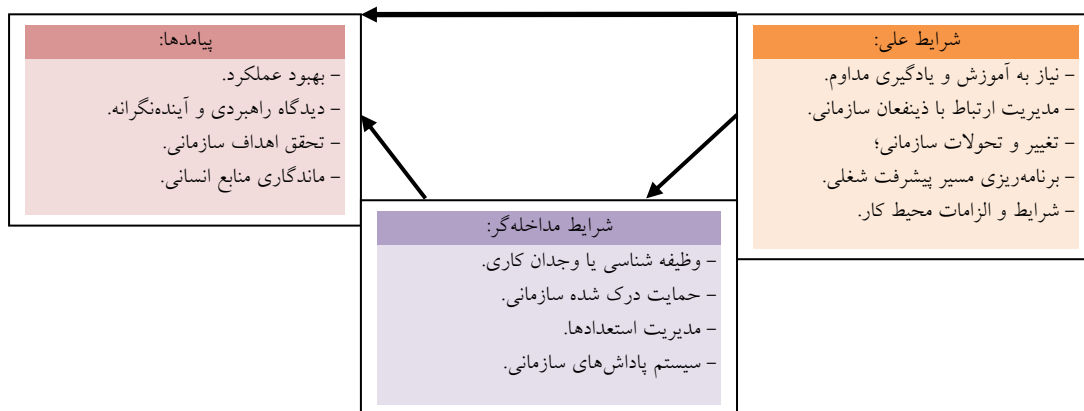 شرایط علی:
– نیاز به آموزش و یادگیری مداوم.
– مدیریت ارتباط با ذینفعان سازمانی.
– تغییر و تحولات سازمانی؛
– برنامه‌ریزی مسیر پیشرفت شغلی.
– شرایط و الزامات محیط کار.
پیامدها:
– بهبود عملکرد.
– دیدگاه راهبردی و آینده‌نگرانه.
– تحقق اهداف سازمانی.
– ماندگاری منابع انسانی.
شرایط مداخله‌گر:
– وظیفه شناسی یا وجدان کاری.
– حمایت درک شده سازمانی.
– مدیریت استعدادها.
– سیستم پاداش‌های سازمانی.